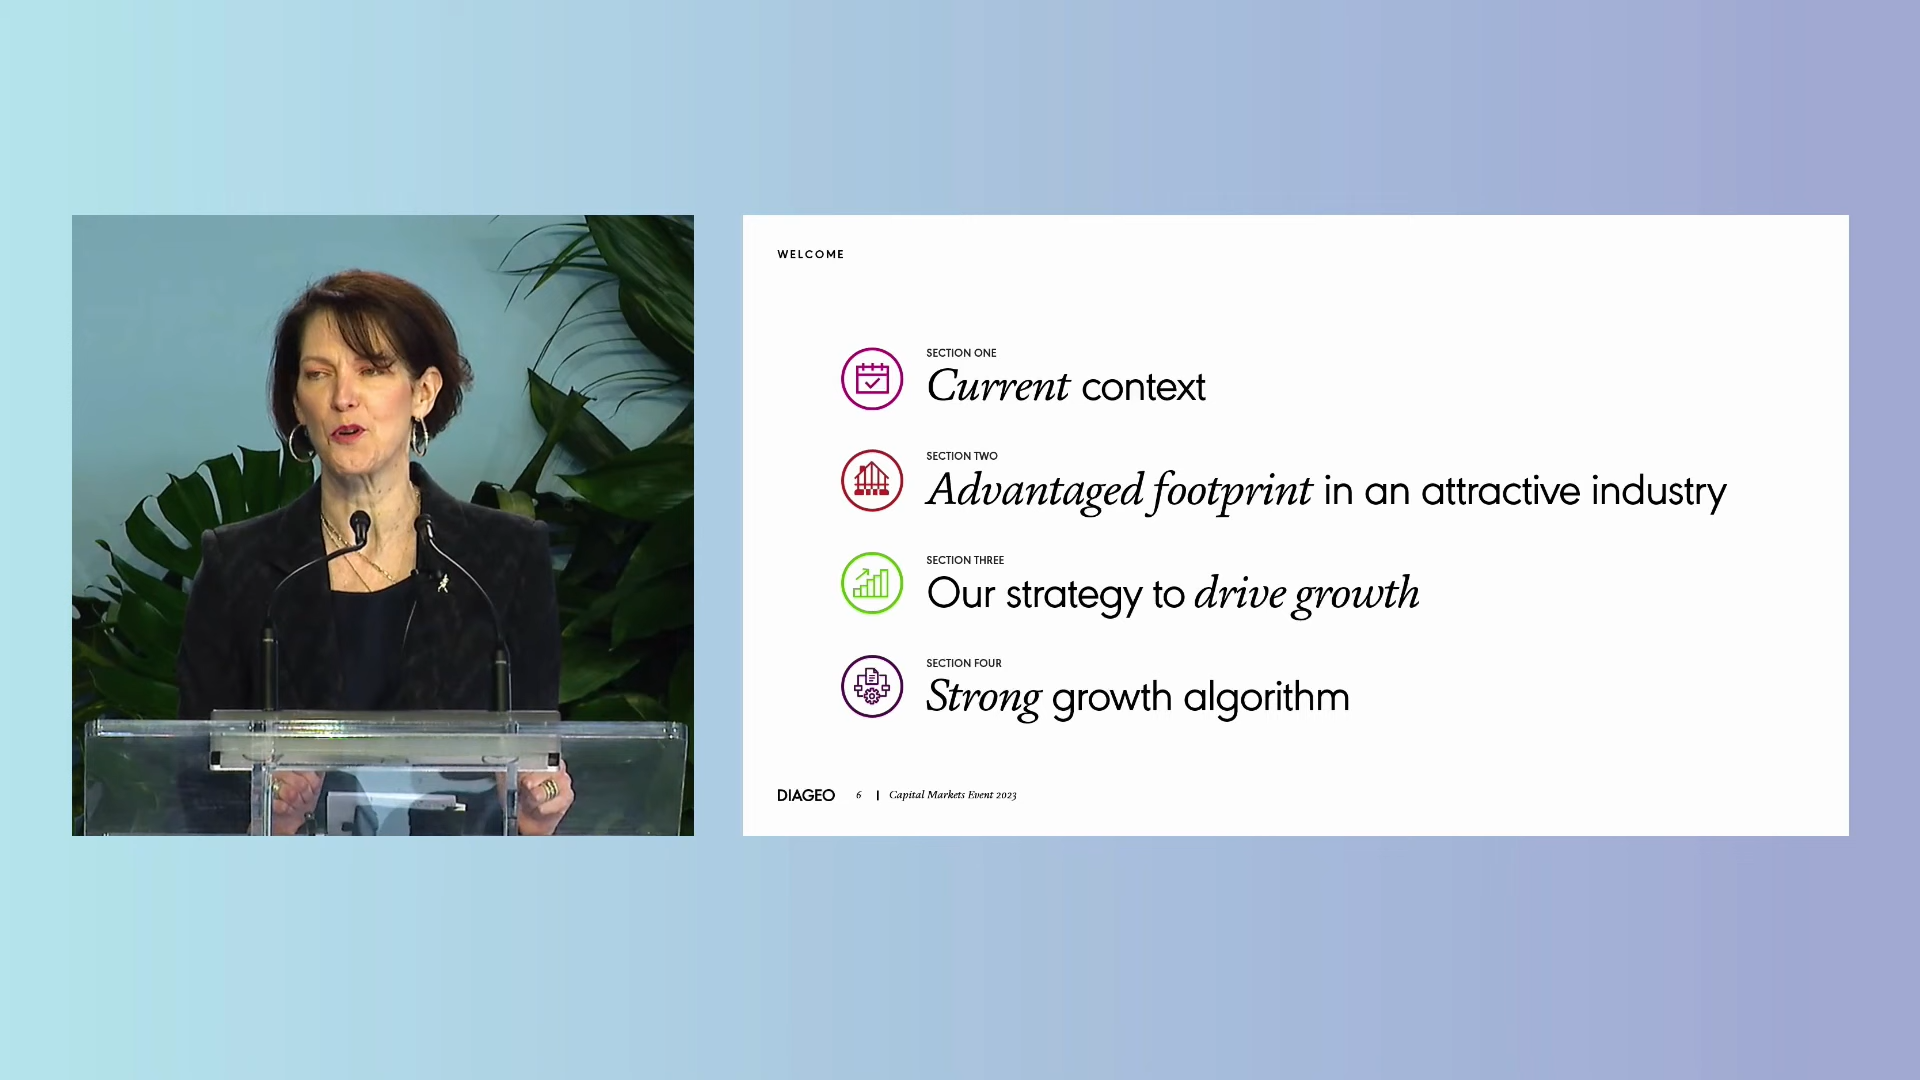 WELCOME
SECTION ONE
Current context
SECTION TWO
Advantaged footprint in an attractive industry
SECTION THREE
Our strategy to drive growth
SECTION FOUR
Strong growth algorithm
DIAGEO 6 | Capital Markets Event 2023